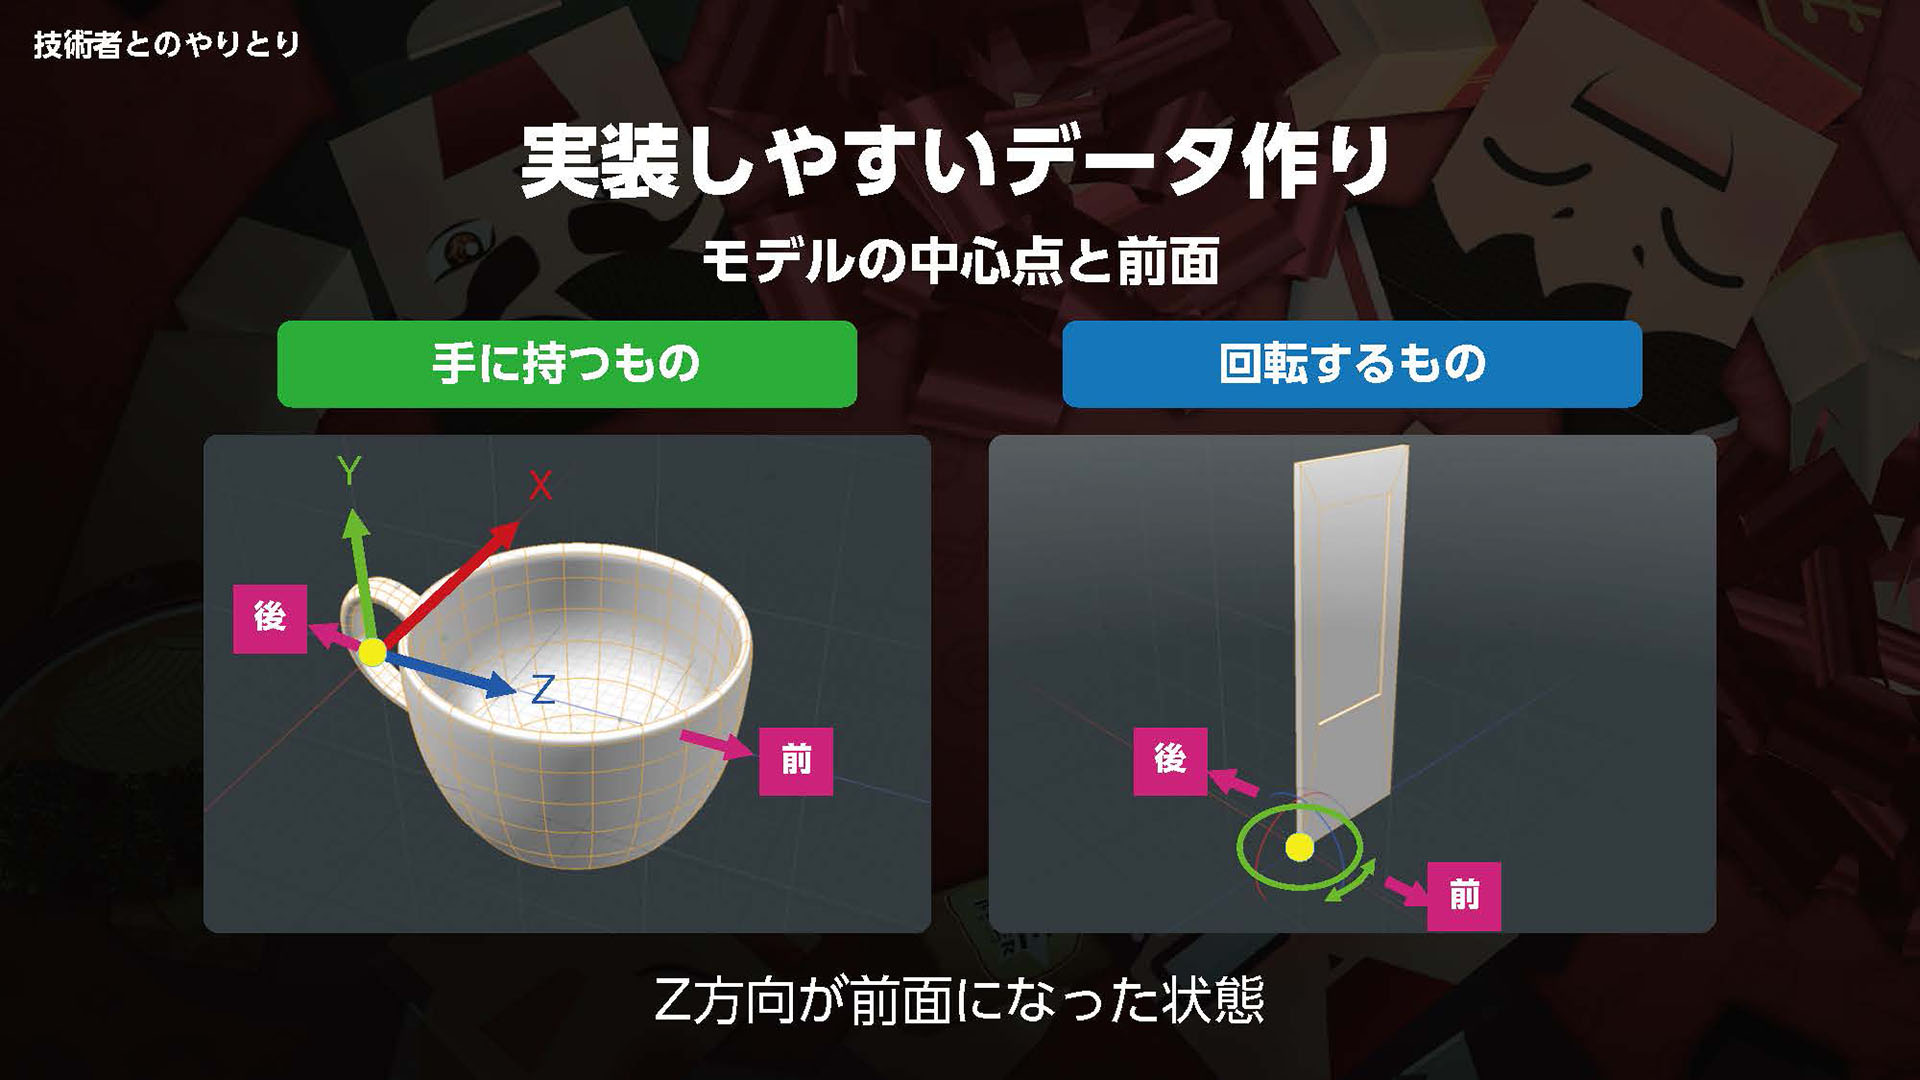 技術者とのやりとり
実装しやすいデータ作り
モデルの中心点と前面
手に持つもの
回転するもの
Y
X
後
Z
前
後
前
Z方向が前面になった状態